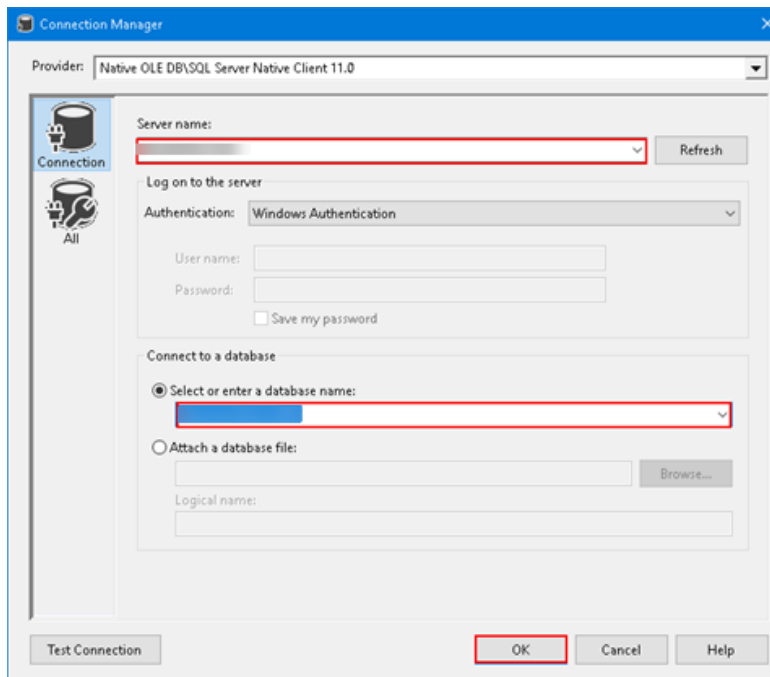 Connection Manager
Provider: Native OLE DB\SQL Server Native Client 11.0
Connection
All
Server name:
Refresh
Log on to the server
Authentication: Windows Authentication
User name:
Password:
Save my password
Connect to a database
Select or enter a database name:
Attach a database file:
Browse...
Logical name:
Test Connection OK Cancel Help